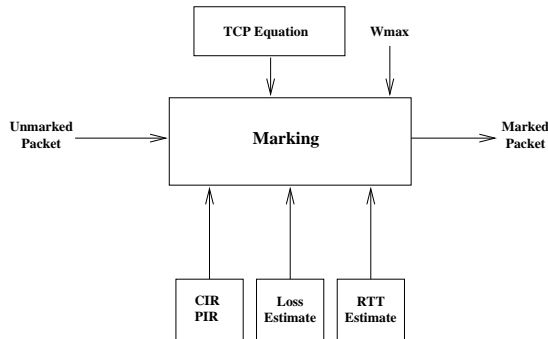 TCP Equation
Wmax
Unmarked
Packet
Marking
Marked
Packet
CIR
PIR
Loss
Estimate
RTT
Estimate